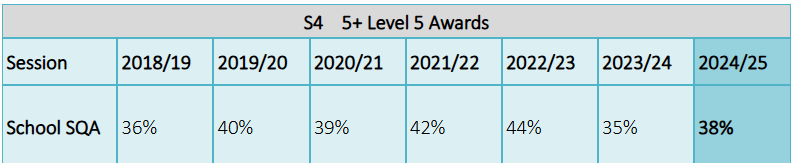 S4 5+ Level 5 Awards
Session 2018/19 2019/20 2020/21 2021/22 2022/23 2023/24 2024/25
School SQA 36% 40% 39% 42% 44% 35% 38%